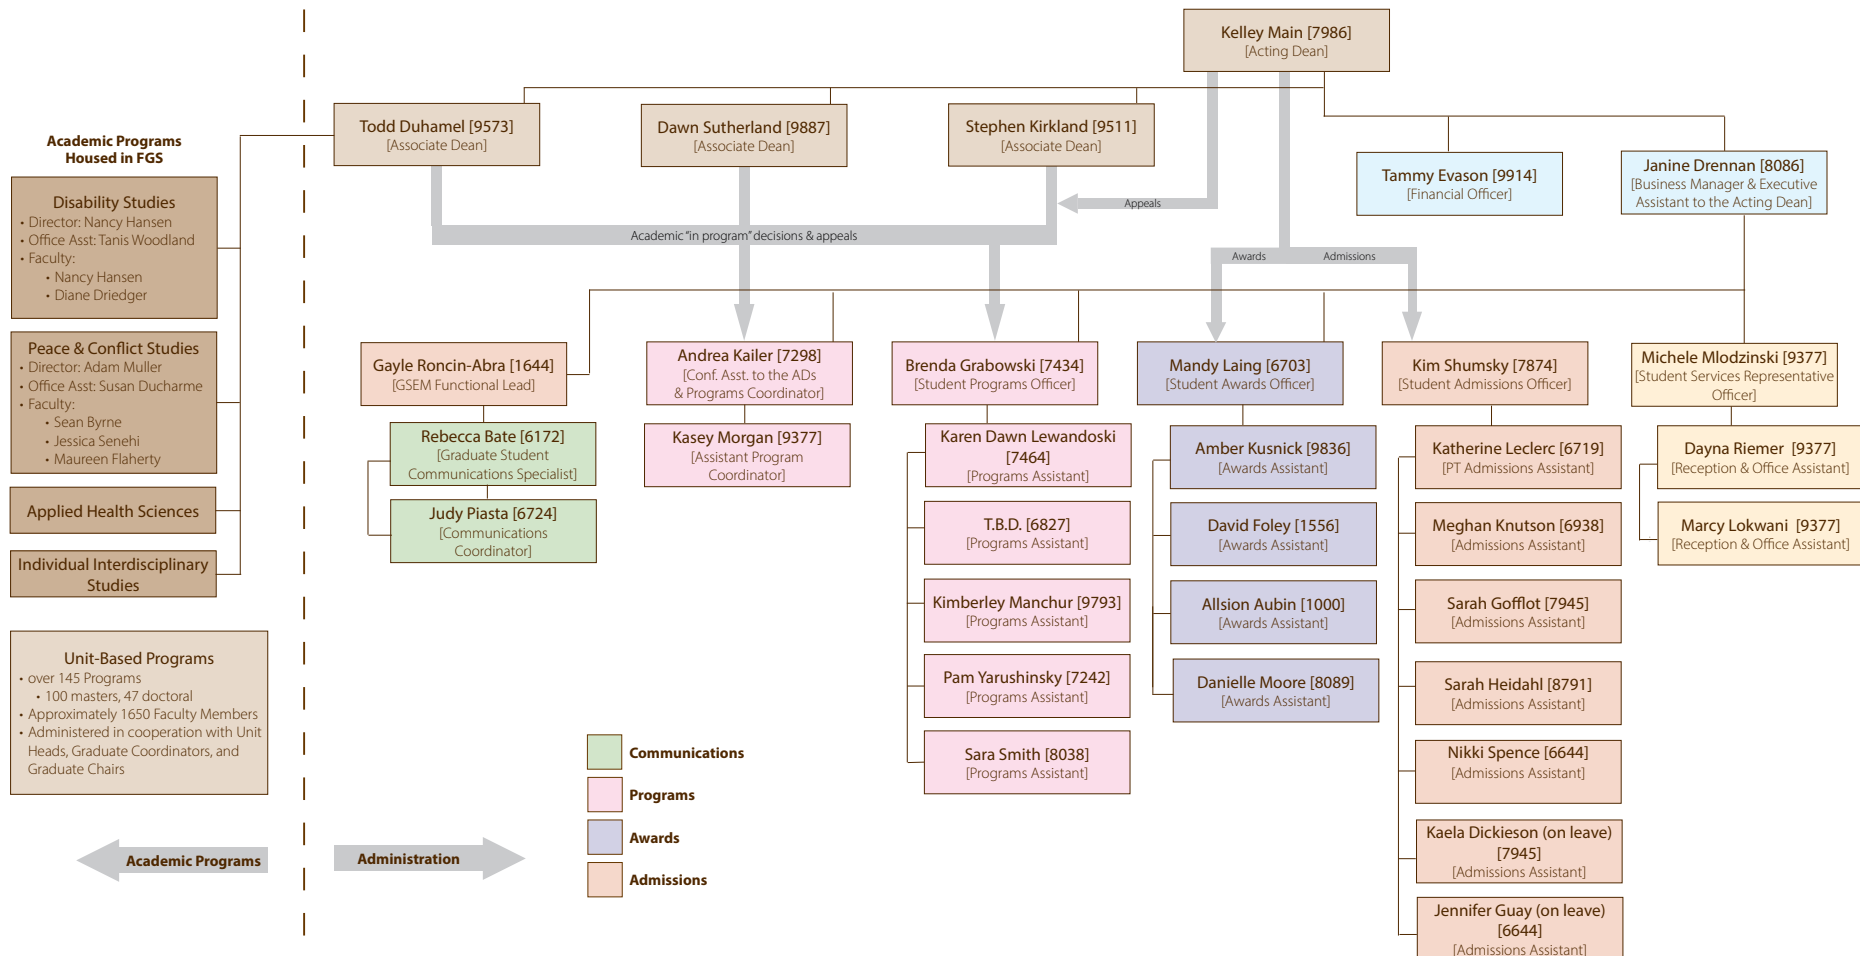 Kelley Main [7986]
[Acting Dean]
Todd Duhamel [9573]
[Associate Dean]
Dawn Sutherland [9887]
[Associate Dean]
Stephen Kirkland [9511]
[Associate Dean]
Tammy Evason [9914]
[Financial Officer]
Janine Drennan [8086]
[Business Manager & Executive
Assistant to the Acting Dean]
Appeals
Academic “in program” decisions & appeals
Awards
Admissions
Academic Programs
Housed in FGS
Disability Studies
• Director: Nancy Hansen
• Office Asst: Tanis Woodland
• Faculty:
• Nancy Hansen
• Diane Driedger
Peace & Conflict Studies
• Director: Adam Muller
• Office Asst: Susan Ducharme
• Faculty:
• Sean Byrne
• Jessica Senehi
• Maureen Flaherty
Applied Health Sciences
Individual Interdisciplinary
Studies
Unit-Based Programs
• over 145 Programs
• 100 masters, 47 doctoral
• Approximately 1650 Faculty Members
• Administered in cooperation with Unit
Heads, Graduate Coordinators, and
Graduate Chairs
Academic Programs
Administration
Gayle Roncin-Abra [1644]
[GSEM Functional Lead]
Rebecca Bate [6172]
[Graduate Student
Communications Specialist]
Judy Piasta [6724]
[Communications
Coordinator]
Andrea Kailer [7298]
[Conf. Asst. to the ADs
& Programs Coordinator]
Kasey Morgan [9377]
[Assistant Program
Coordinator]
Brenda Grabowski [7434]
[Student Programs Officer]
Karen Dawn Lewandoski
[7464]
[Programs Assistant]
T.B.D. [6827]
[Programs Assistant]
Kimberley Manchur [9793]
[Programs Assistant]
Pam Yarushinsky [7242]
[Programs Assistant]
Sara Smith [8038]
[Programs Assistant]
Mandy Laing [6703]
[Student Awards Officer]
Amber Kusnick [9836]
[Awards Assistant]
David Foley [1556]
[Awards Assistant]
Allsion Aubin [1000]
[Awards Assistant]
Danielle Moore [8089]
[Awards Assistant]
Kim Shumsky [7874]
[Student Admissions Officer]
Katherine Leclerc [6719]
[PT Admissions Assistant]
Meghan Knutson [6938]
[Admissions Assistant]
Sarah Gofflot [7945]
[Admissions Assistant]
Sarah Heidahl [8791]
[Admissions Assistant]
Nikki Spence [6644]
[Admissions Assistant]
Kaela Dickieson (on leave)
[7945]
[Admissions Assistant]
Jennifer Guay (on leave)
[6644]
[Admissions Assistant]
Michele Mlodzinski [9377]
[Student Services Representative
Officer]
Dayna Riemer [9377]
[Reception & Office Assistant]
Marcy Lokwani [9377]
[Reception & Office Assistant]
Communications
Programs
Awards
Admissions